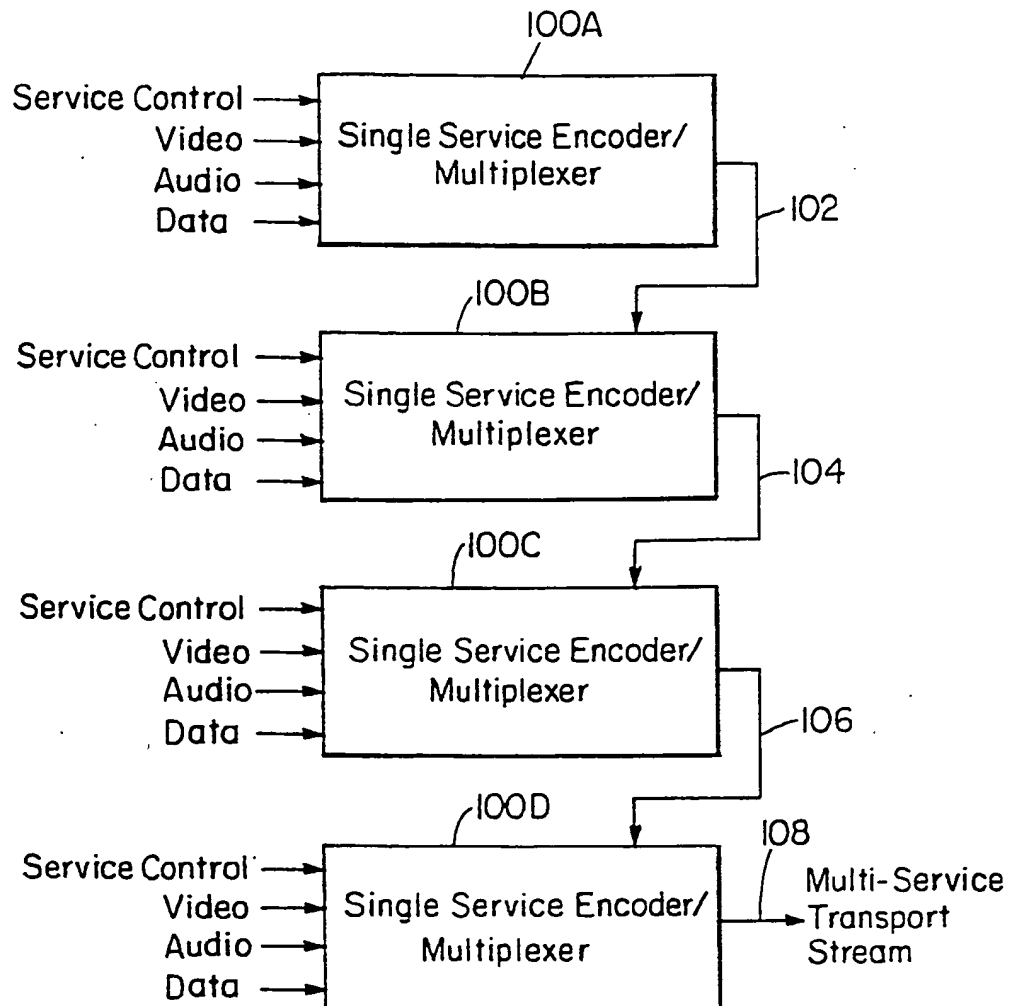 100A
Service Control
Video
Audio
Data
Single Service Encoder/
Multiplexer
102
100B
Service Control
Video
Audio
Data
Single Service Encoder/
Multiplexer
104
100C
Service Control
Video
Audio
Data
Single Service Encoder/
Multiplexer
106
100D
Service Control
Video
Audio
Data
Single Service Encoder/
Multiplexer
108
Multi-Service
Transport
Stream